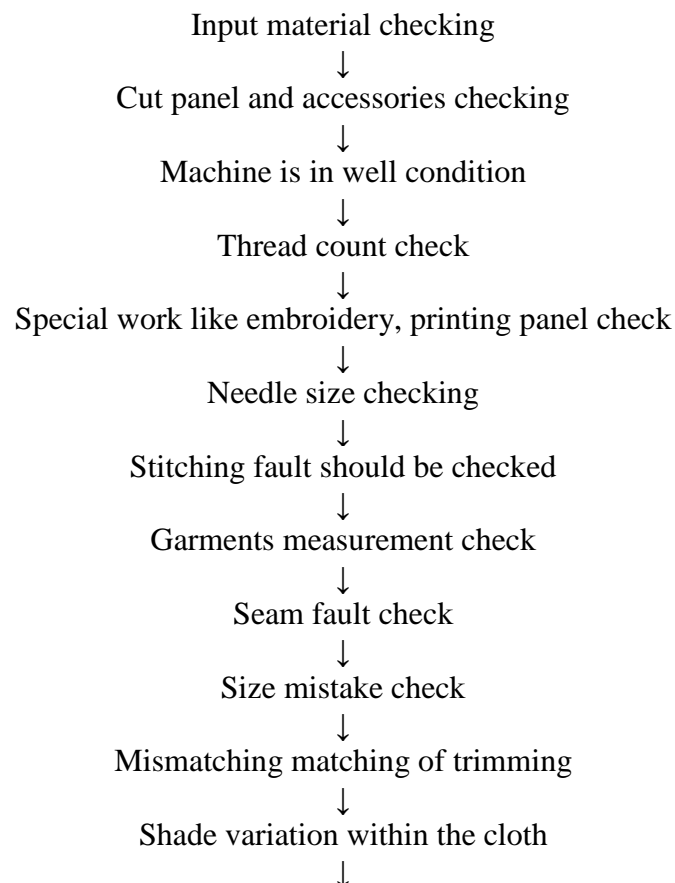 Input material checking
↓
Cut panel and accessories checking
↓
Machine is in well condition
↓
Thread count check
↓
Special work like embroidery, printing panel check
↓
Needle size checking
↓
Stitching fault should be checked
↓
Garments measurement check
↓
Seam fault check
↓
Size mistake check
↓
Mismatching matching of trimming
↓
Shade variation within the cloth
↓